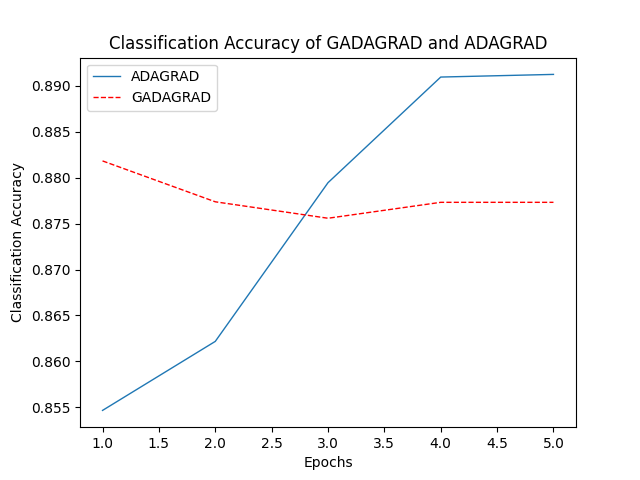 Classification Accuracy of GADAGRAD and ADAGRAD
ADAGRAD
GADAGRAD
Classification Accuracy
0.890
0.885
0.880
0.875
0.870
0.865
0.860
0.855
1.0 1.5 2.0 2.5 3.0 3.5 4.0 4.5 5.0
Epochs